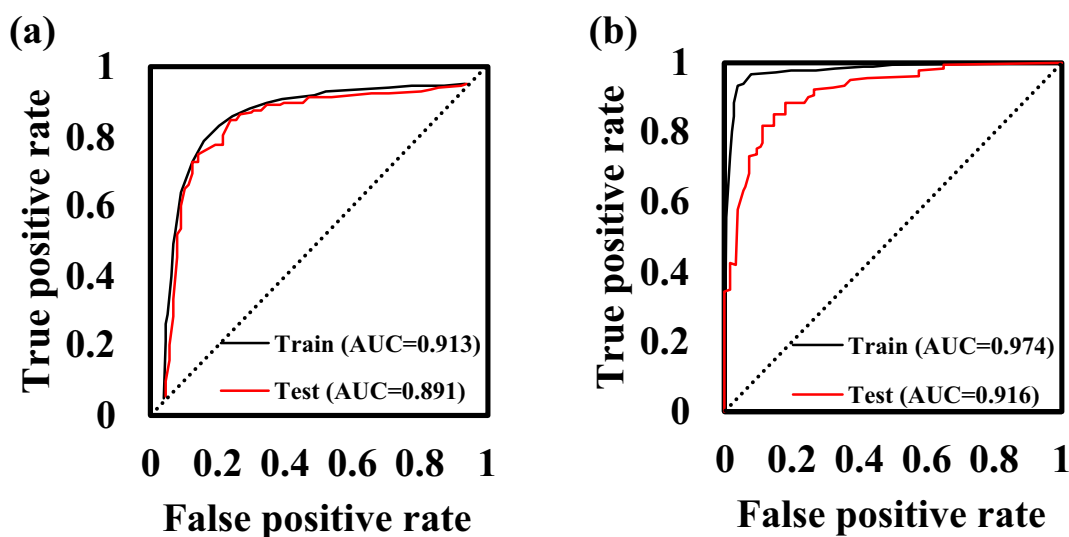 (a)
True positive rate
1
0.8
0.6
0.4
0.2
0
Train (AUC=0.913)
Test (AUC=0.891)
0 0.2 0.4 0.6 0.8 1
False positive rate
(b)
True positive rate
1
0.8
0.6
0.4
0.2
0
Train (AUC=0.974)
Test (AUC=0.916)
0 0.2 0.4 0.6 0.8 1
False positive rate